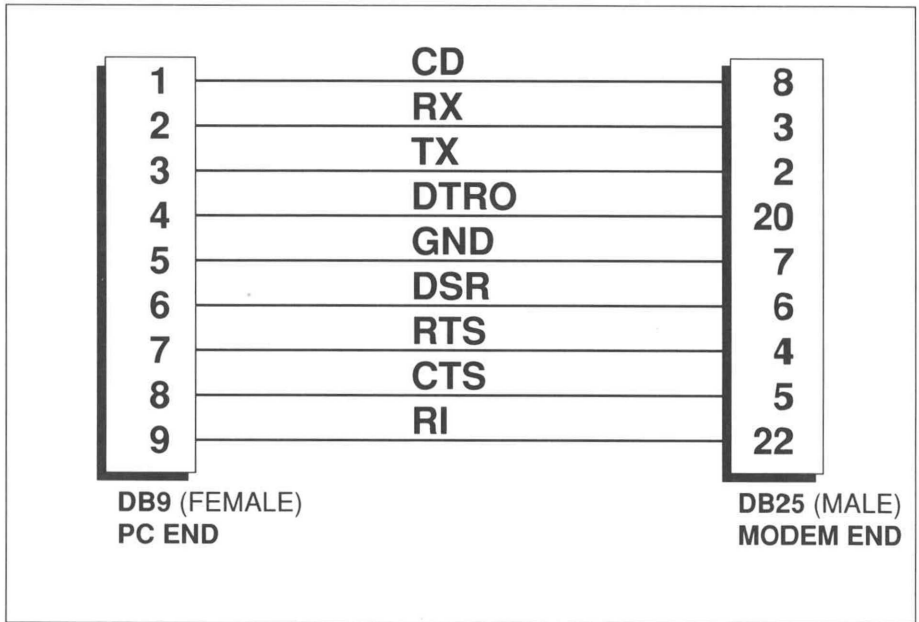 CD
1 8
RX
2 3
TX
3 2
DTRO
4 20
GND
5 7
DSR
6 6
RTS
7 4
CTS
8 5
RI
9 22
DB9 (FEMALE)
PC END
DB25 (MALE)
MODEM END